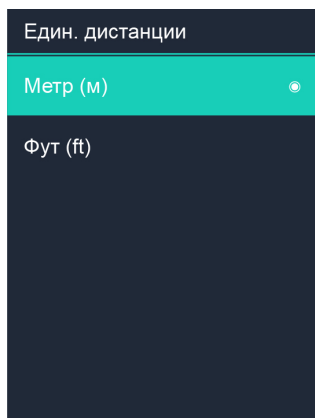 Един. дистанции
Метр (м)
Фут (ft)